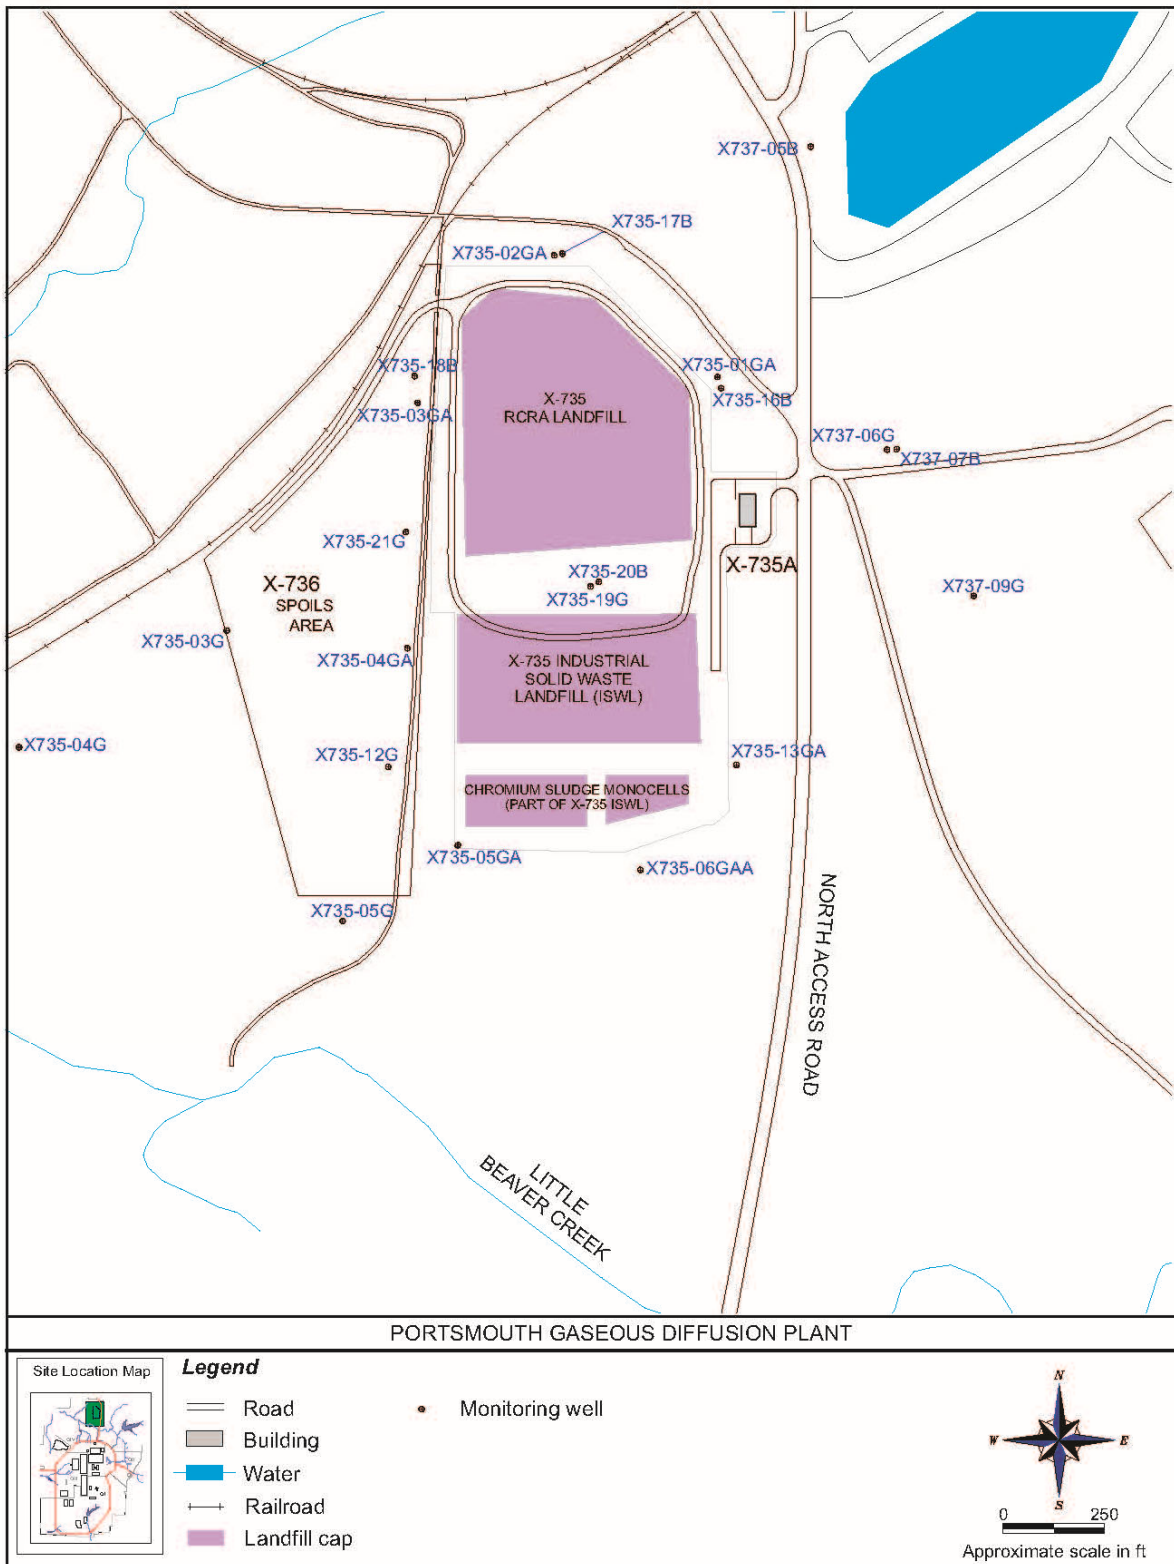 X737-05B
X735-17B
X735-02GA
X735-18B
X735-01GA
X-735
RCRA LANDFILL
X735-16B
X735-03GA
X737-06G
X737-07B
X735-21G
X-735A
X735-20B
X-736
SPOILS
AREA
X735-19G
X737-09G
X735-03G
X735-04GA
X-735 INDUSTRIAL
SOLID WASTE
LANDFILL (ISWL)
X735-04G
X735-12G
X735-13GA
CHROMIUM SLUDGE MONOCELLS
(PART OF X-735 ISWL)
X735-05GA
X735-06GAA
X735-05G
NORTH ACCESS ROAD
LITTLE
BEAVER CREEK
PORTSMOUTH GASEOUS DIFFUSION PLANT
Site Location Map
Legend
Road
Monitoring well
Building
Water
Railroad
Landfill cap
N
W
E
S
0 250
Approximate scale in ft